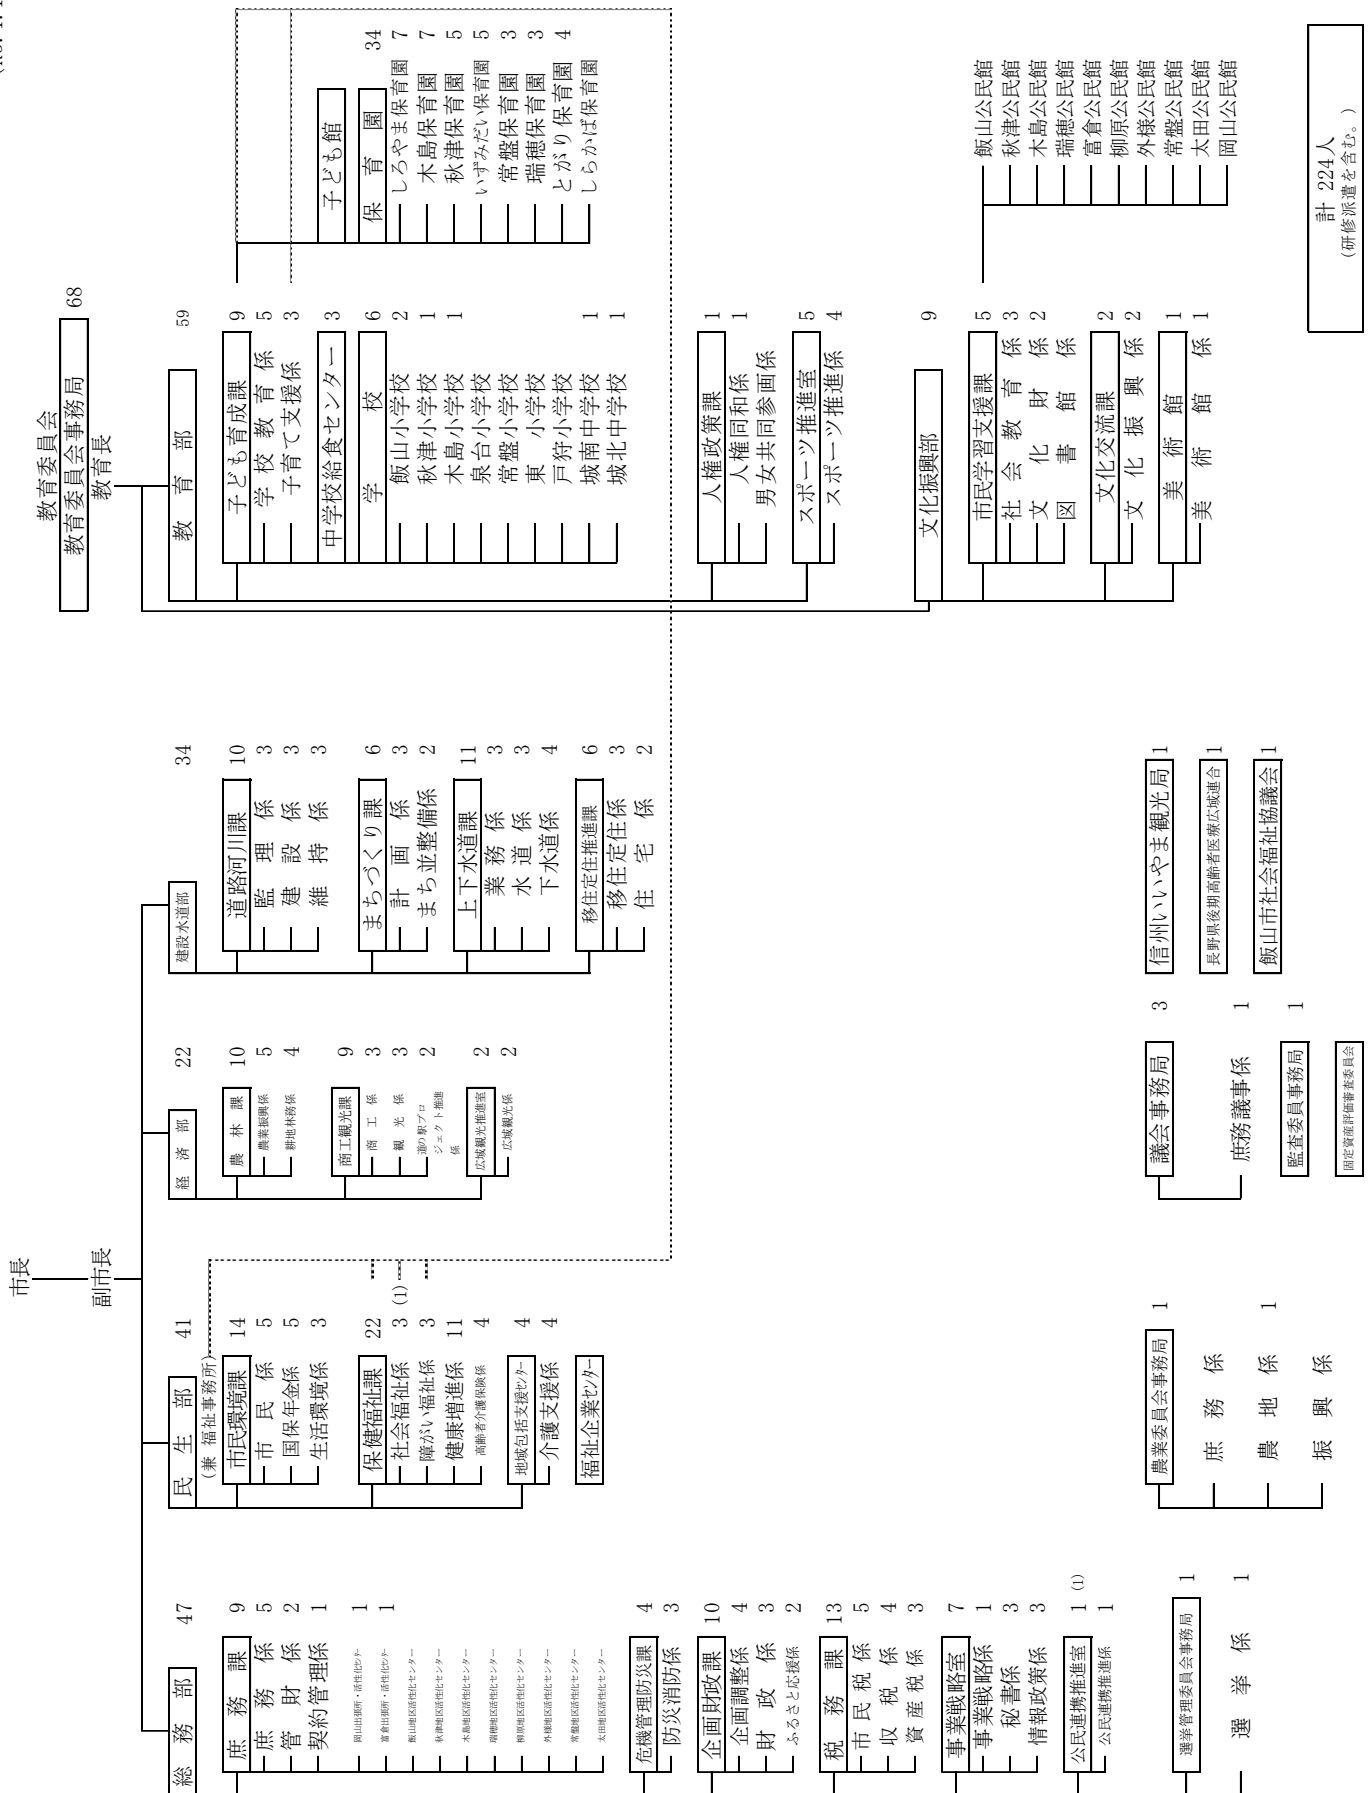 市長
副市長
総務部 47
庶務課 9
庶務係 5
管財係 2
契約管理係 1
岡山出張所・活性化センター 1
富倉出張所・活性化センター 1
飯山地区活性化センター
秋津地区活性化センター
木島地区活性化センター
瑞穂地区活性化センター
柳原地区活性化センター
外様地区活性化センター
常盤地区活性化センター
太田地区活性化センター
危機管理防災課 4
防災消防係 3
企画財政課 10
企画調整係 4
財政係 3
ふるさと応援係 2
税務課 13
市民税係 5
収税係 4
資産税係 3
事業戦略室 7
事業戦略係 1
秘書係 3
情報政策係 3
公民連携推進室 1 (1)
公民連携推進係 1
選挙管理委員会事務局 1
選挙係 1
民生部 41
(兼 福祉事務所)
市民環境課 14
市民係 5
国保年金係 5
生活環境係 3
保健福祉課 22
社会福祉係 3 (1)
障がい福祉係 3
健康増進係 11
高齢者介護保険係 4
地域包括支援センター 4
介護支援係 4
福祉企業センター
農業委員会事務局 1
庶務係
農地係 1
振興係
経済部 22
農林課 10
農業振興係 5
耕地林務係 4
商工観光課 9
商工係 3
観光係 3
道の駅プロ
ジェクト推進
係 2
広域観光推進室 2
広域観光係 2
議会事務局 3
庶務議事係 1
監査委員事務局 1
固定資産評価審査委員会
建設水道部 34
道路河川課 10
監理係 3
建設係 3
維持係 3
まちづくり課 6
計画係 3
まち並整備係 2
上下水道課 11
業務係 3
水道係 3
下水道係 4
移住定住推進課 6
移住定住係 3
住宅係 2
信州いいやま観光局 1
長野県後期高齢者医療広域連合 1
飯山市社会福祉協議会 1
教育委員会
教育委員会事務局 68
教育長
教育部 59
子ども育成課 9
学校教育係 5
子育て支援係 3
中学校給食センター 3
学校 6
飯山小学校 2
秋津小学校 1
木島小学校 1
泉台小学校
常盤小学校
東小学校
戸狩小学校
城南中学校 1
城北中学校 1
子ども館
保育園 34
しろやま保育園 7
木島保育園 7
秋津保育園 5
いずみだい保育園 5
常盤保育園 3
瑞穂保育園 3
とがり保育園 4
しらかば保育園
人権政策課 1
人権同和係 1
男女共同参画係
スポーツ推進室 5
スポーツ推進係 4
文化振興部 9
市民学習支援課 5
社会教育係 3
文化財係 2
図書館係
文化交流課 2
文化振興係 2
美術館 1
美術館係 1
飯山公民館
秋津公民館
木島公民館
瑞穂公民館
富倉公民館
柳原公民館
外様公民館
常盤公民館
太田公民館
岡山公民館
計 224人
(研修派遣を含む。)